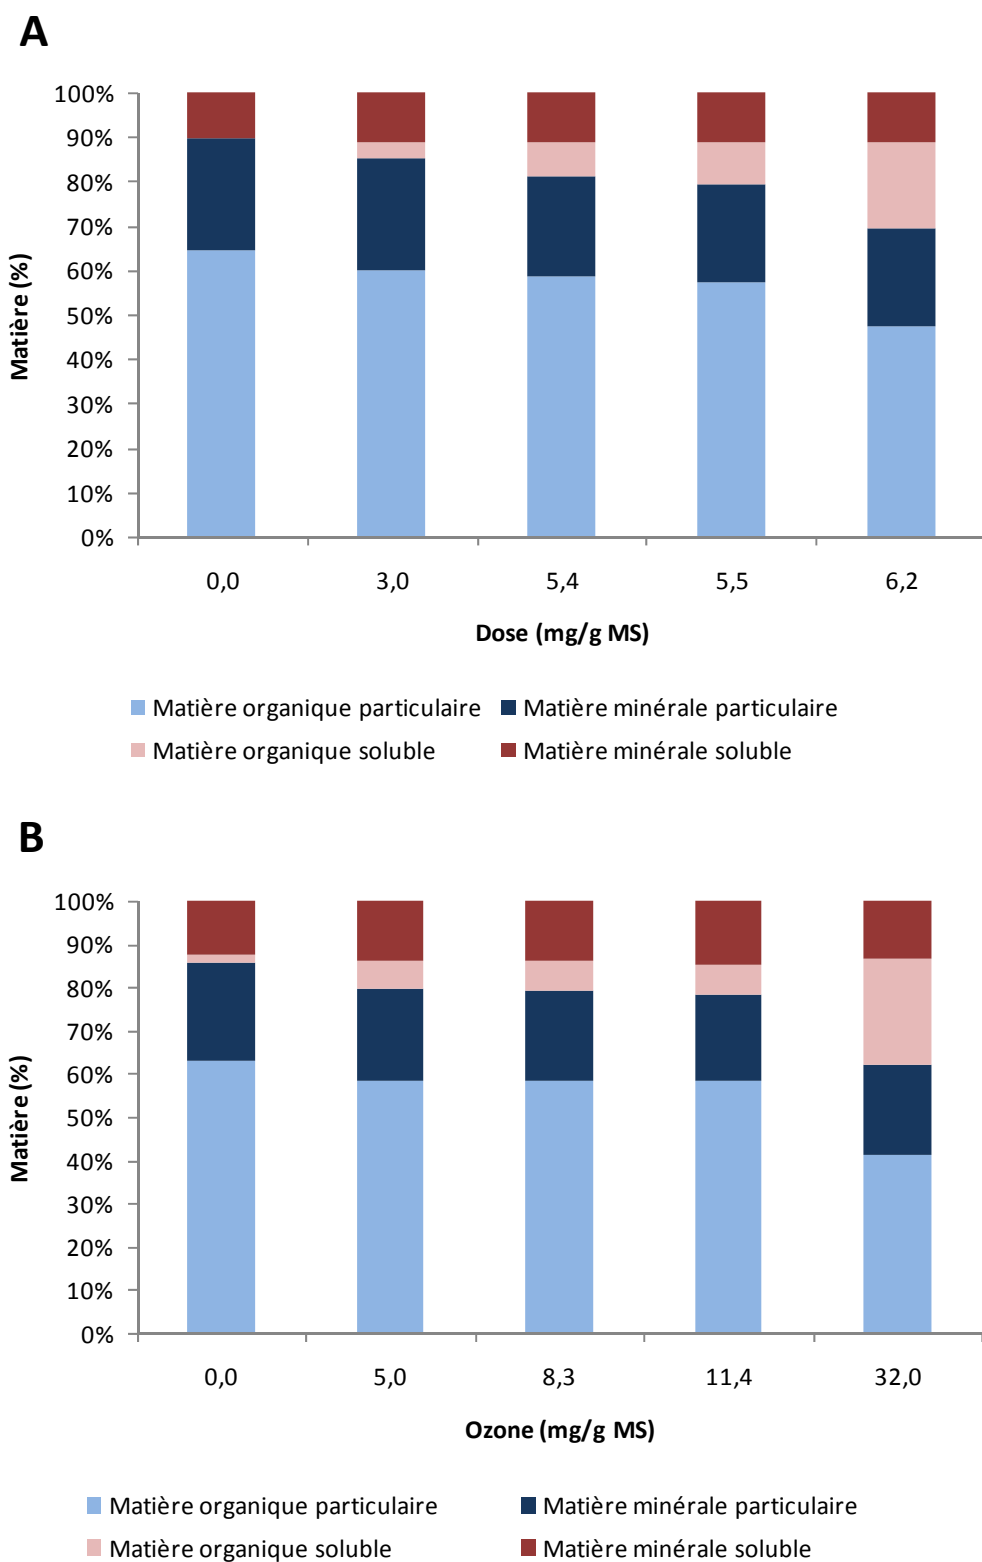 A
100%
90%
80%
70%
60%
50%
40%
30%
20%
10%
0%
Matière (%)
0,0 3,0 5,4 5,5 6,2
Dose (mg/g MS)
Matière organique particulaire Matière minérale particulaire
Matière organique soluble Matière minérale soluble
B
100%
90%
80%
70%
60%
50%
40%
30%
20%
10%
0%
Matière (%)
0,0 5,0 8,3 11,4 32,0
Ozone (mg/g MS)
Matière organique particulaire Matière minérale particulaire
Matière organique soluble Matière minérale soluble